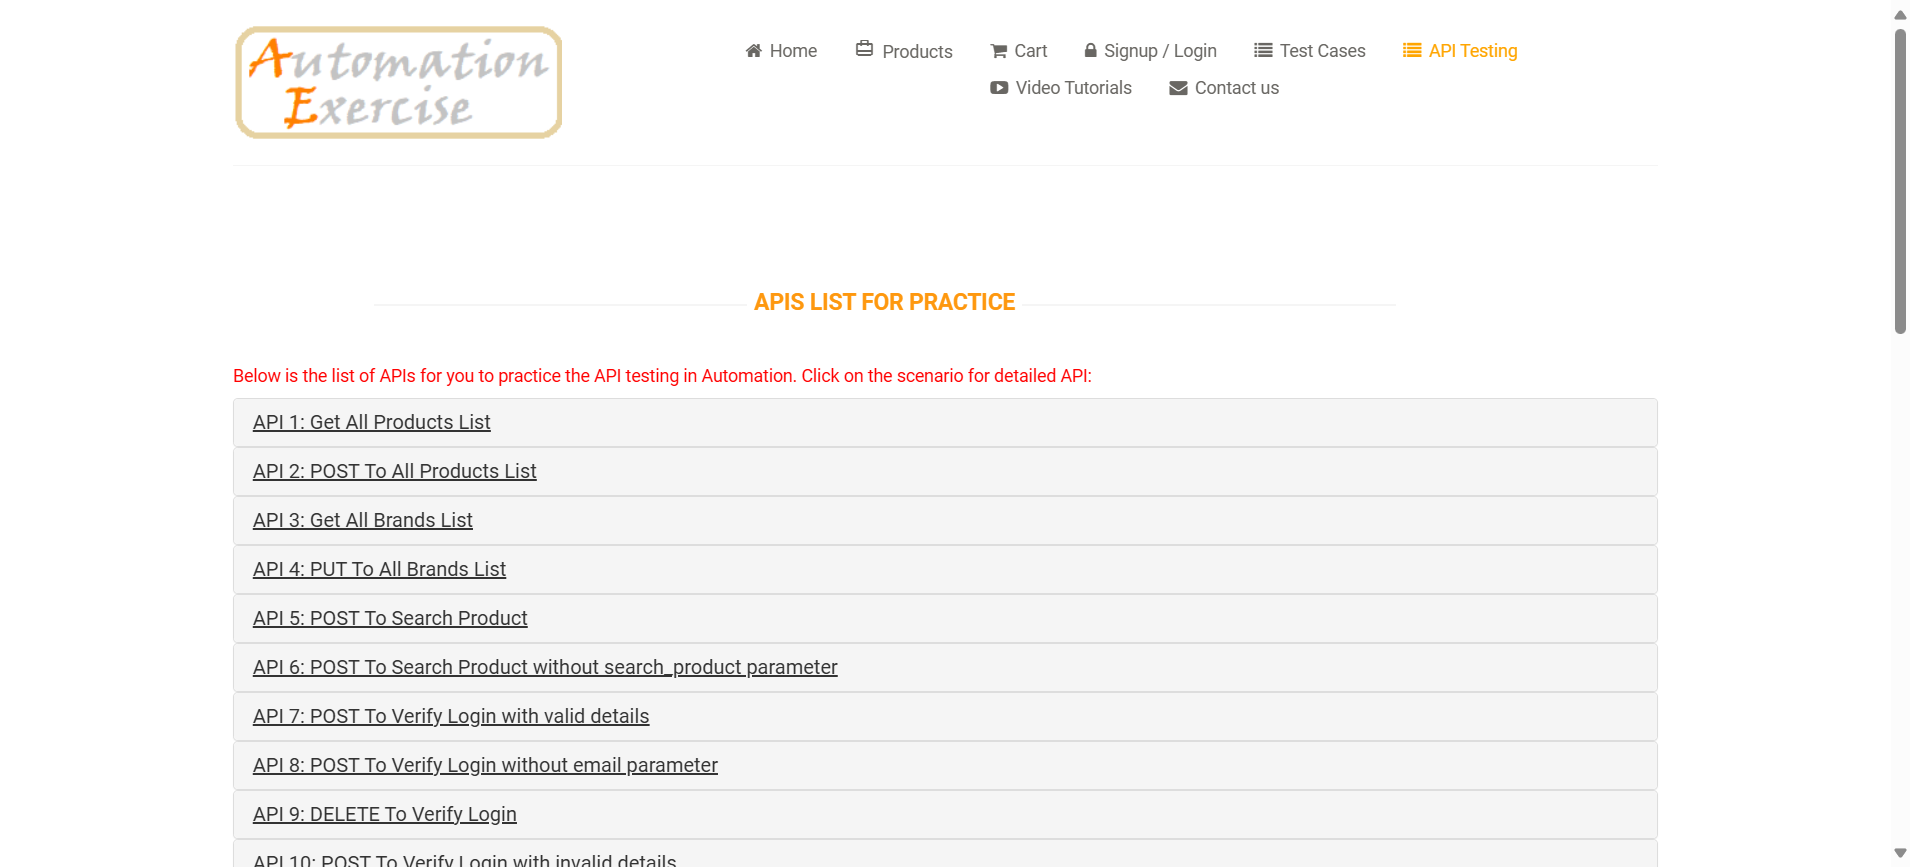 Automation
Exercise
Home Products Cart Signup / Login Test Cases API Testing
Video Tutorials Contact us
APIS LIST FOR PRACTICE
Below is the list of APIs for you to practice the API testing in Automation. Click on the scenario for detailed API:
API 1: Get All Products List
API 2: POST To All Products List
API 3: Get All Brands List
API 4: PUT To All Brands List
API 5: POST To Search Product
API 6: POST To Search Product without search_product parameter
API 7: POST To Verify Login with valid details
API 8: POST To Verify Login without email parameter
API 9: DELETE To Verify Login
API 10: POST To Verify Login with invalid details